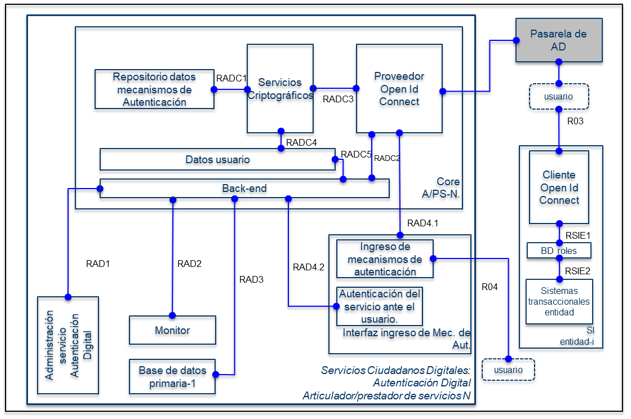 Pasarela de
AD
usuario
R03
Repositorio datos
mecanismos de
Autenticación
RADC1
Servicios
Criptográficos
RADC3
Proveedor
Open Id
Connect
RADC4
Datos usuario
RADC5
RADC2
Back-end
Core
A/PS-N.
Cliente
Open Id
Connect
RSIE1
BD roles
RSIE2
Sistemas
transaccionales
entidad
SI
entidad-i
RAD4.1
Ingreso de
mecanismos de
autenticación
RAD1
RAD2
RAD3
RAD4.2
R04
Autenticación del
servicio ante el
usuario.
Interfaz ingreso de Mec. de
Aut.
Administración
servicio
Autenticación
Digital
Monitor
Base de datos
primaria-1
usuario
Servicios Ciudadanos Digitales:
Autenticación Digital
Articulador/prestador de servicios N